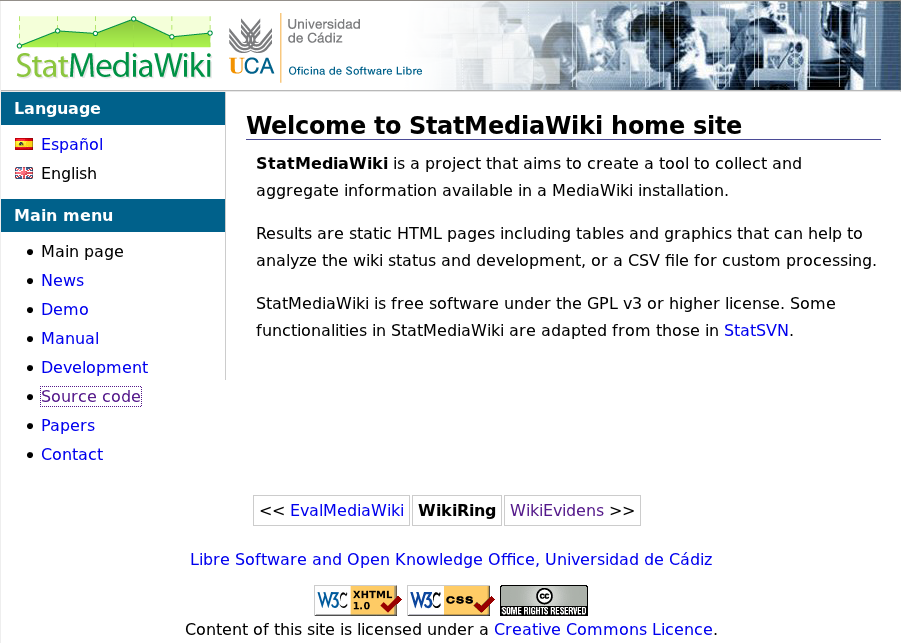 StatMediaWiki
UCA
Universidad
de Cádiz
Oficina de Software Libre
Language
Español
English
Main menu
Main page
News
Demo
Manual
Development
Source code
Papers
Contact
Welcome to StatMediaWiki home site
StatMediaWiki is a project that aims to create a tool to collect and
aggregate information available in a MediaWiki installation.
Results are static HTML pages including tables and graphics that can help to
analyze the wiki status and development, or a CSV file for custom processing.
StatMediaWiki is free software under the GPL v3 or higher license. Some
functionalities in StatMediaWiki are adapted from those in StatSVN.
<< EvalMediaWiki WikiRing WikiEvidens >>
Libre Software and Open Knowledge Office, Universidad de Cádiz
W3C XHTML 1.0 W3C css cc SOME RIGHTS RESERVED
Content of this site is licensed under a Creative Commons Licence.